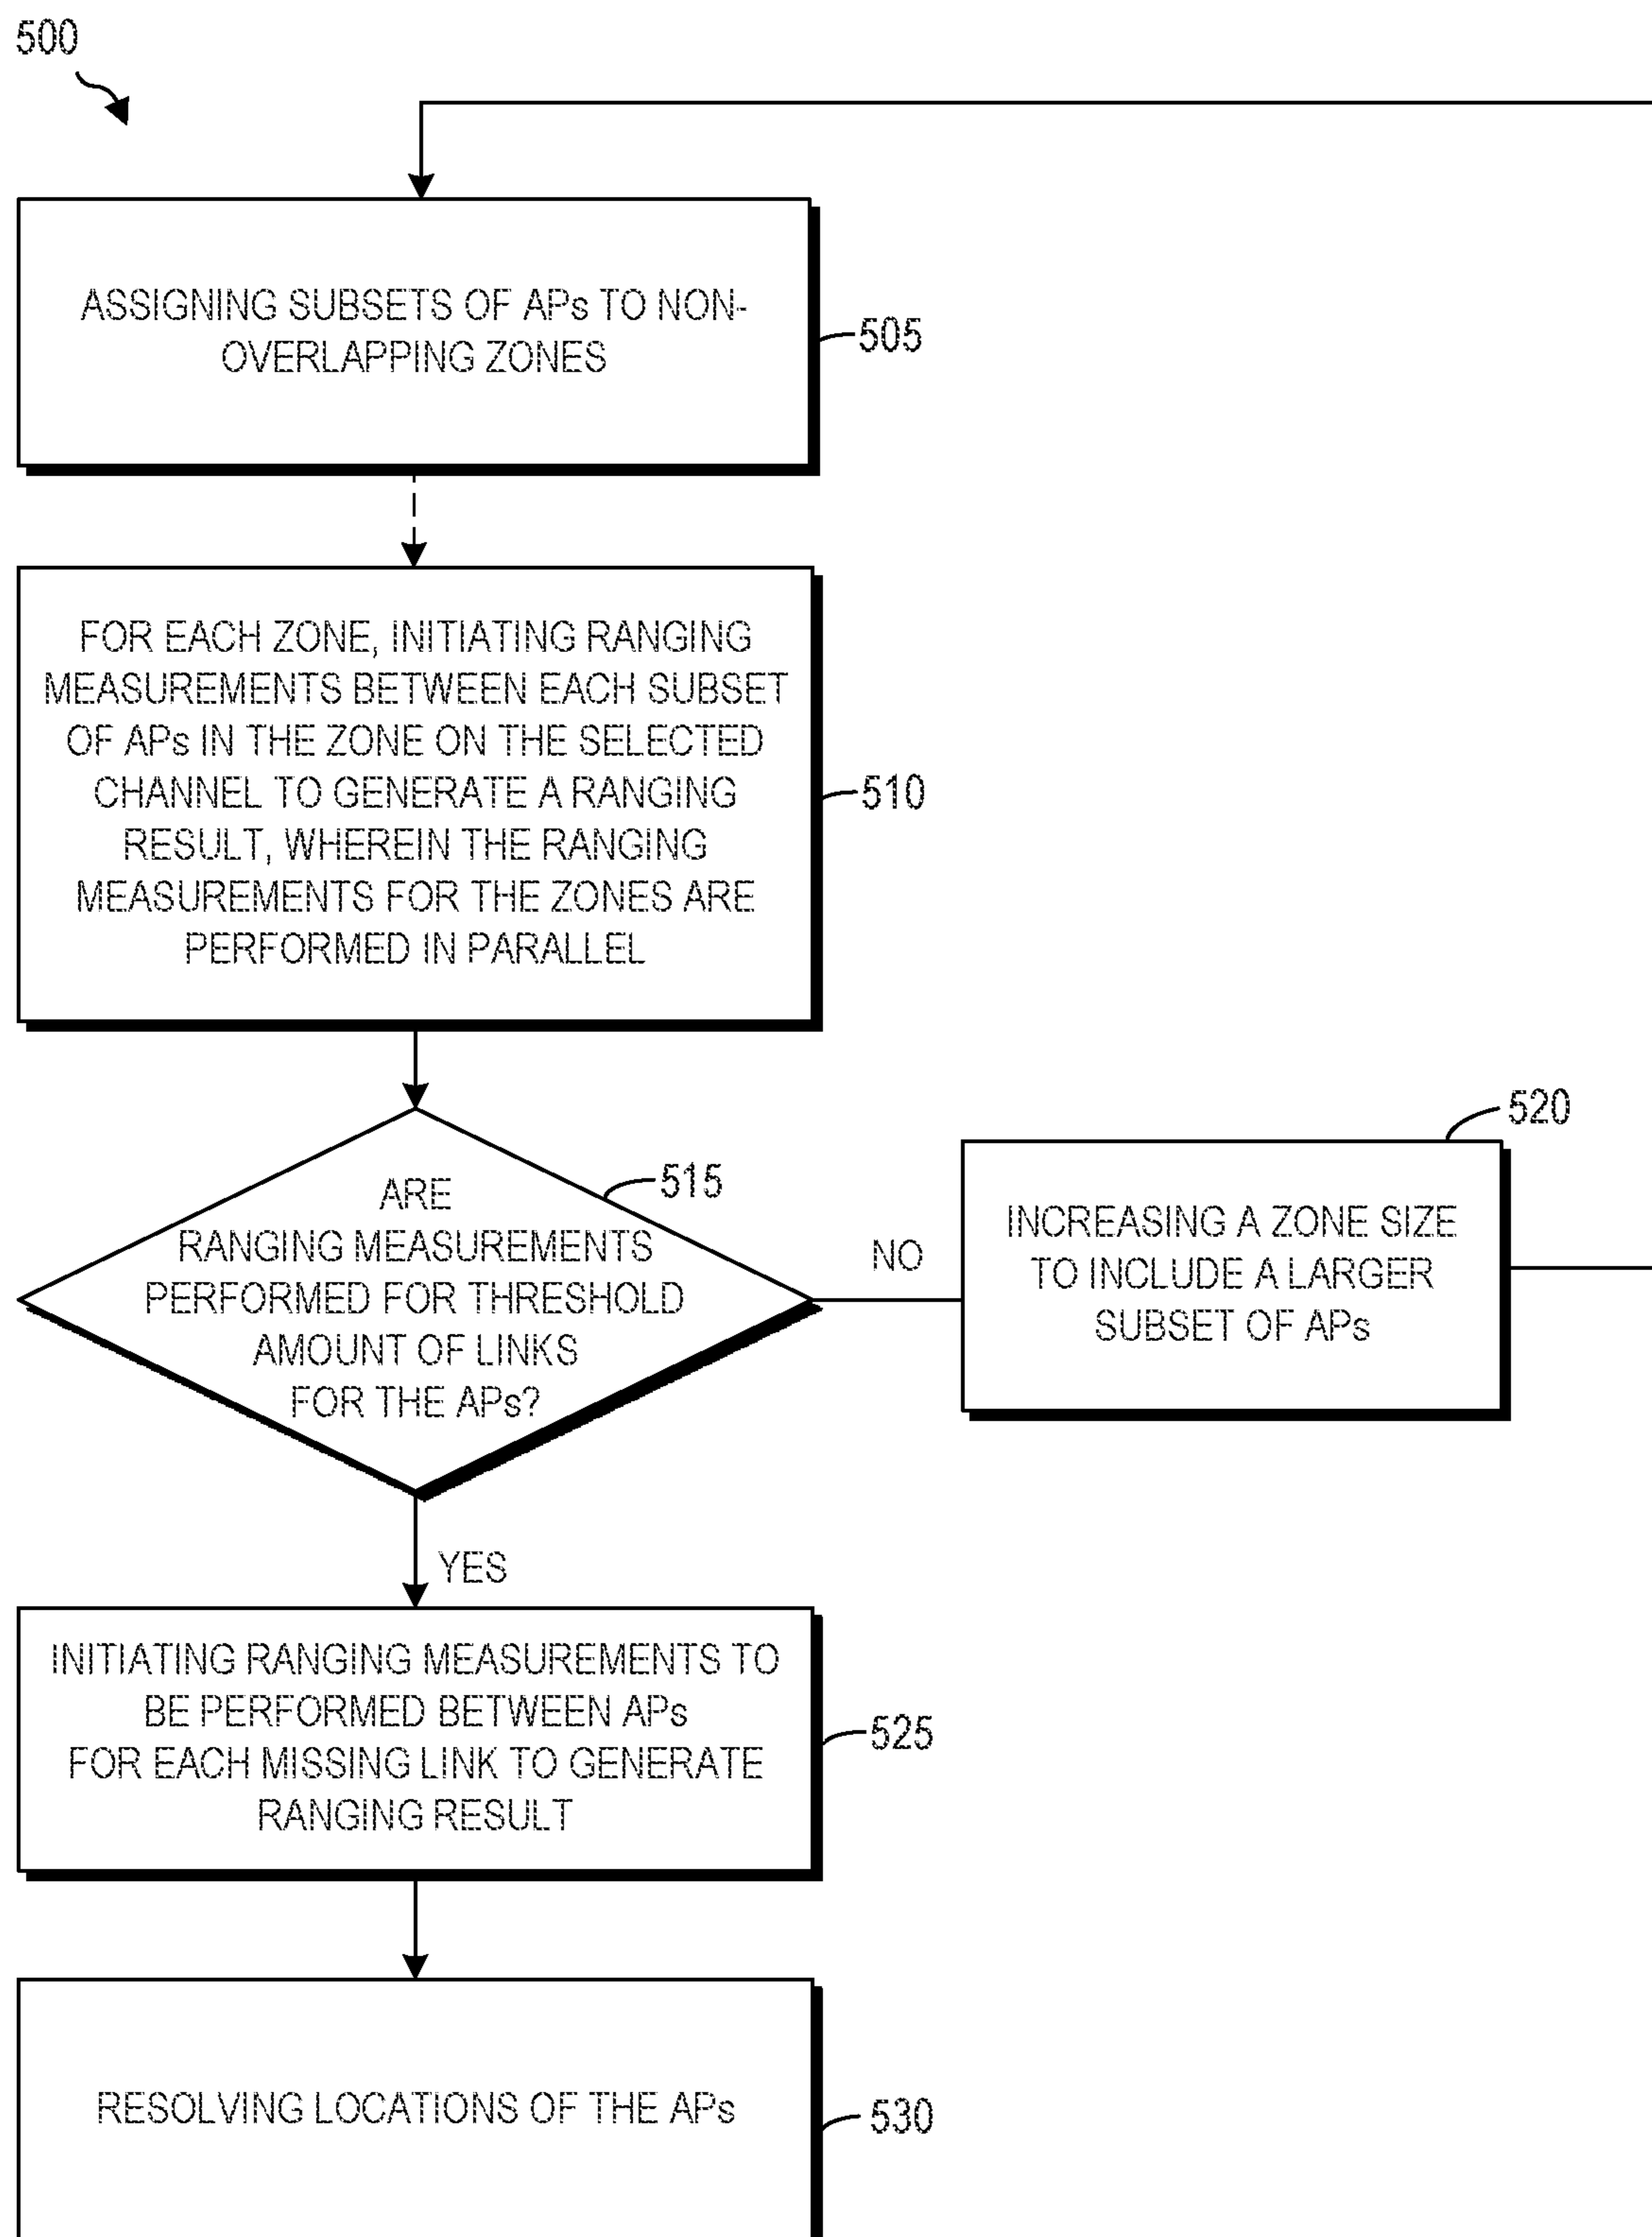 500
ASSIGNING SUBSETS OF APs TO NON-
OVERLAPPING ZONES
505
FOR EACH ZONE, INITIATING RANGING
MEASUREMENTS BETWEEN EACH SUBSET
OF APs IN THE ZONE ON THE SELECTED
CHANNEL TO GENERATE A RANGING
RESULT, WHEREIN THE RANGING
MEASUREMENTS FOR THE ZONES ARE
PERFORMED IN PARALLEL
510
ARE
RANGING MEASUREMENTS
PERFORMED FOR THRESHOLD
AMOUNT OF LINKS
FOR THE APs?
515
NO
520
INCREASING A ZONE SIZE
TO INCLUDE A LARGER
SUBSET OF APs
YES
INITIATING RANGING MEASUREMENTS TO
BE PERFORMED BETWEEN APs
FOR EACH MISSING LINK TO GENERATE
RANGING RESULT
525
RESOLVING LOCATIONS OF THE APs
530